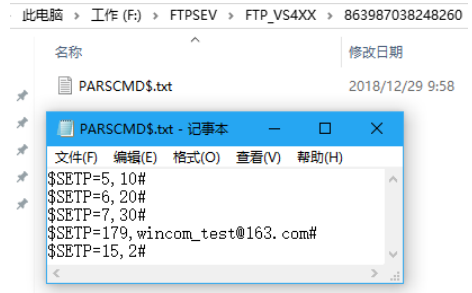 此电脑 > 工作 (F:) > FTPSEV > FTP_VS4XX > 863987038248260
名称 修改日期
PARSCMD$.txt 2018/12/29 9:58
PARSCMD$.txt - 记事本
文件(F) 编辑(E) 格式(O) 查看(V) 帮助(H)
$SETP=5,10#
$SETP=6,20#
$SETP=7,30#
$SETP=179,wincom_test@163.com#
$SETP=15,2#